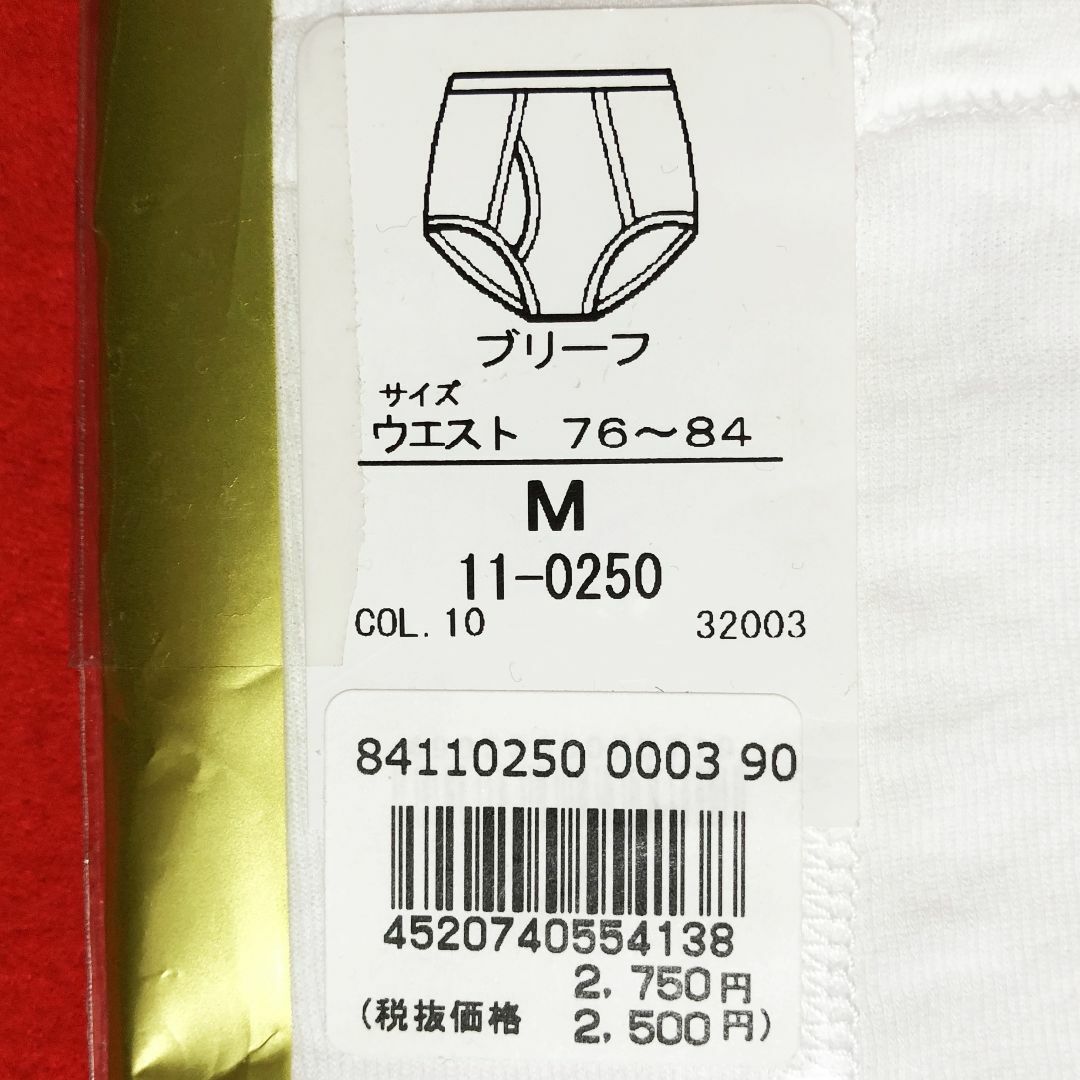 ブリーフ
サイズ
ウエスト 76〜84
M
11-0250
COL.10 32003
84110250 0003 90
4520740554138
2,750円
(税抜価格 2,500円)